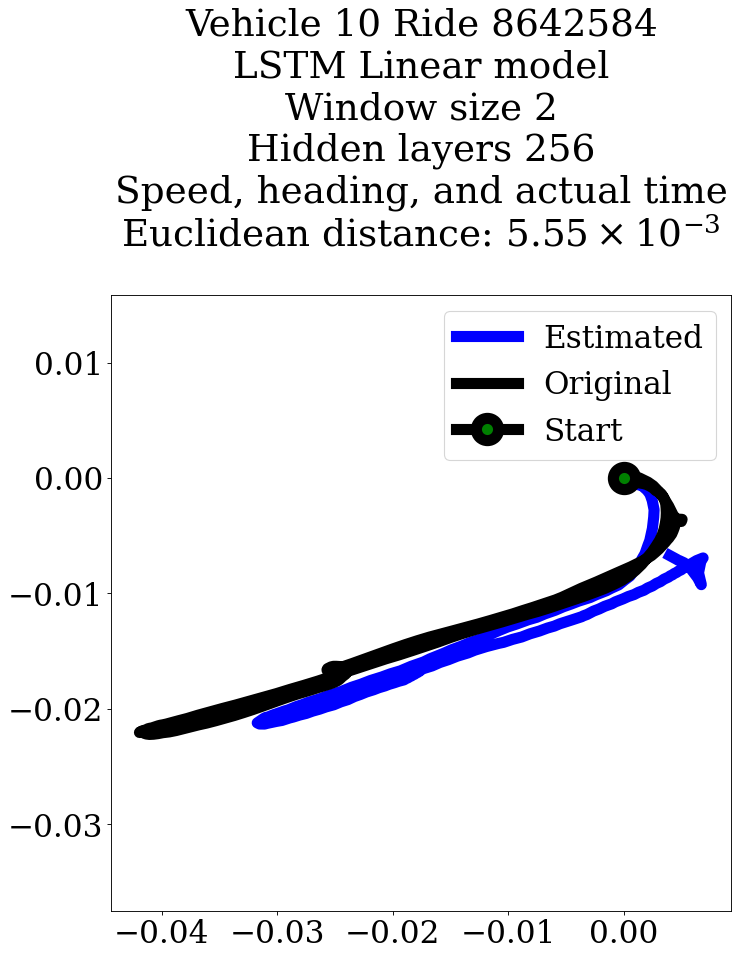 Vehicle 10 Ride 8642584
LSTM Linear model
Window size 2
Hidden layers 256
Speed, heading, and actual time
Euclidean distance: 5.55 × 10⁻³
Estimated
Original
Start
0.01
0.00
−0.01
−0.02
−0.03
−0.04 −0.03 −0.02 −0.01 0.00